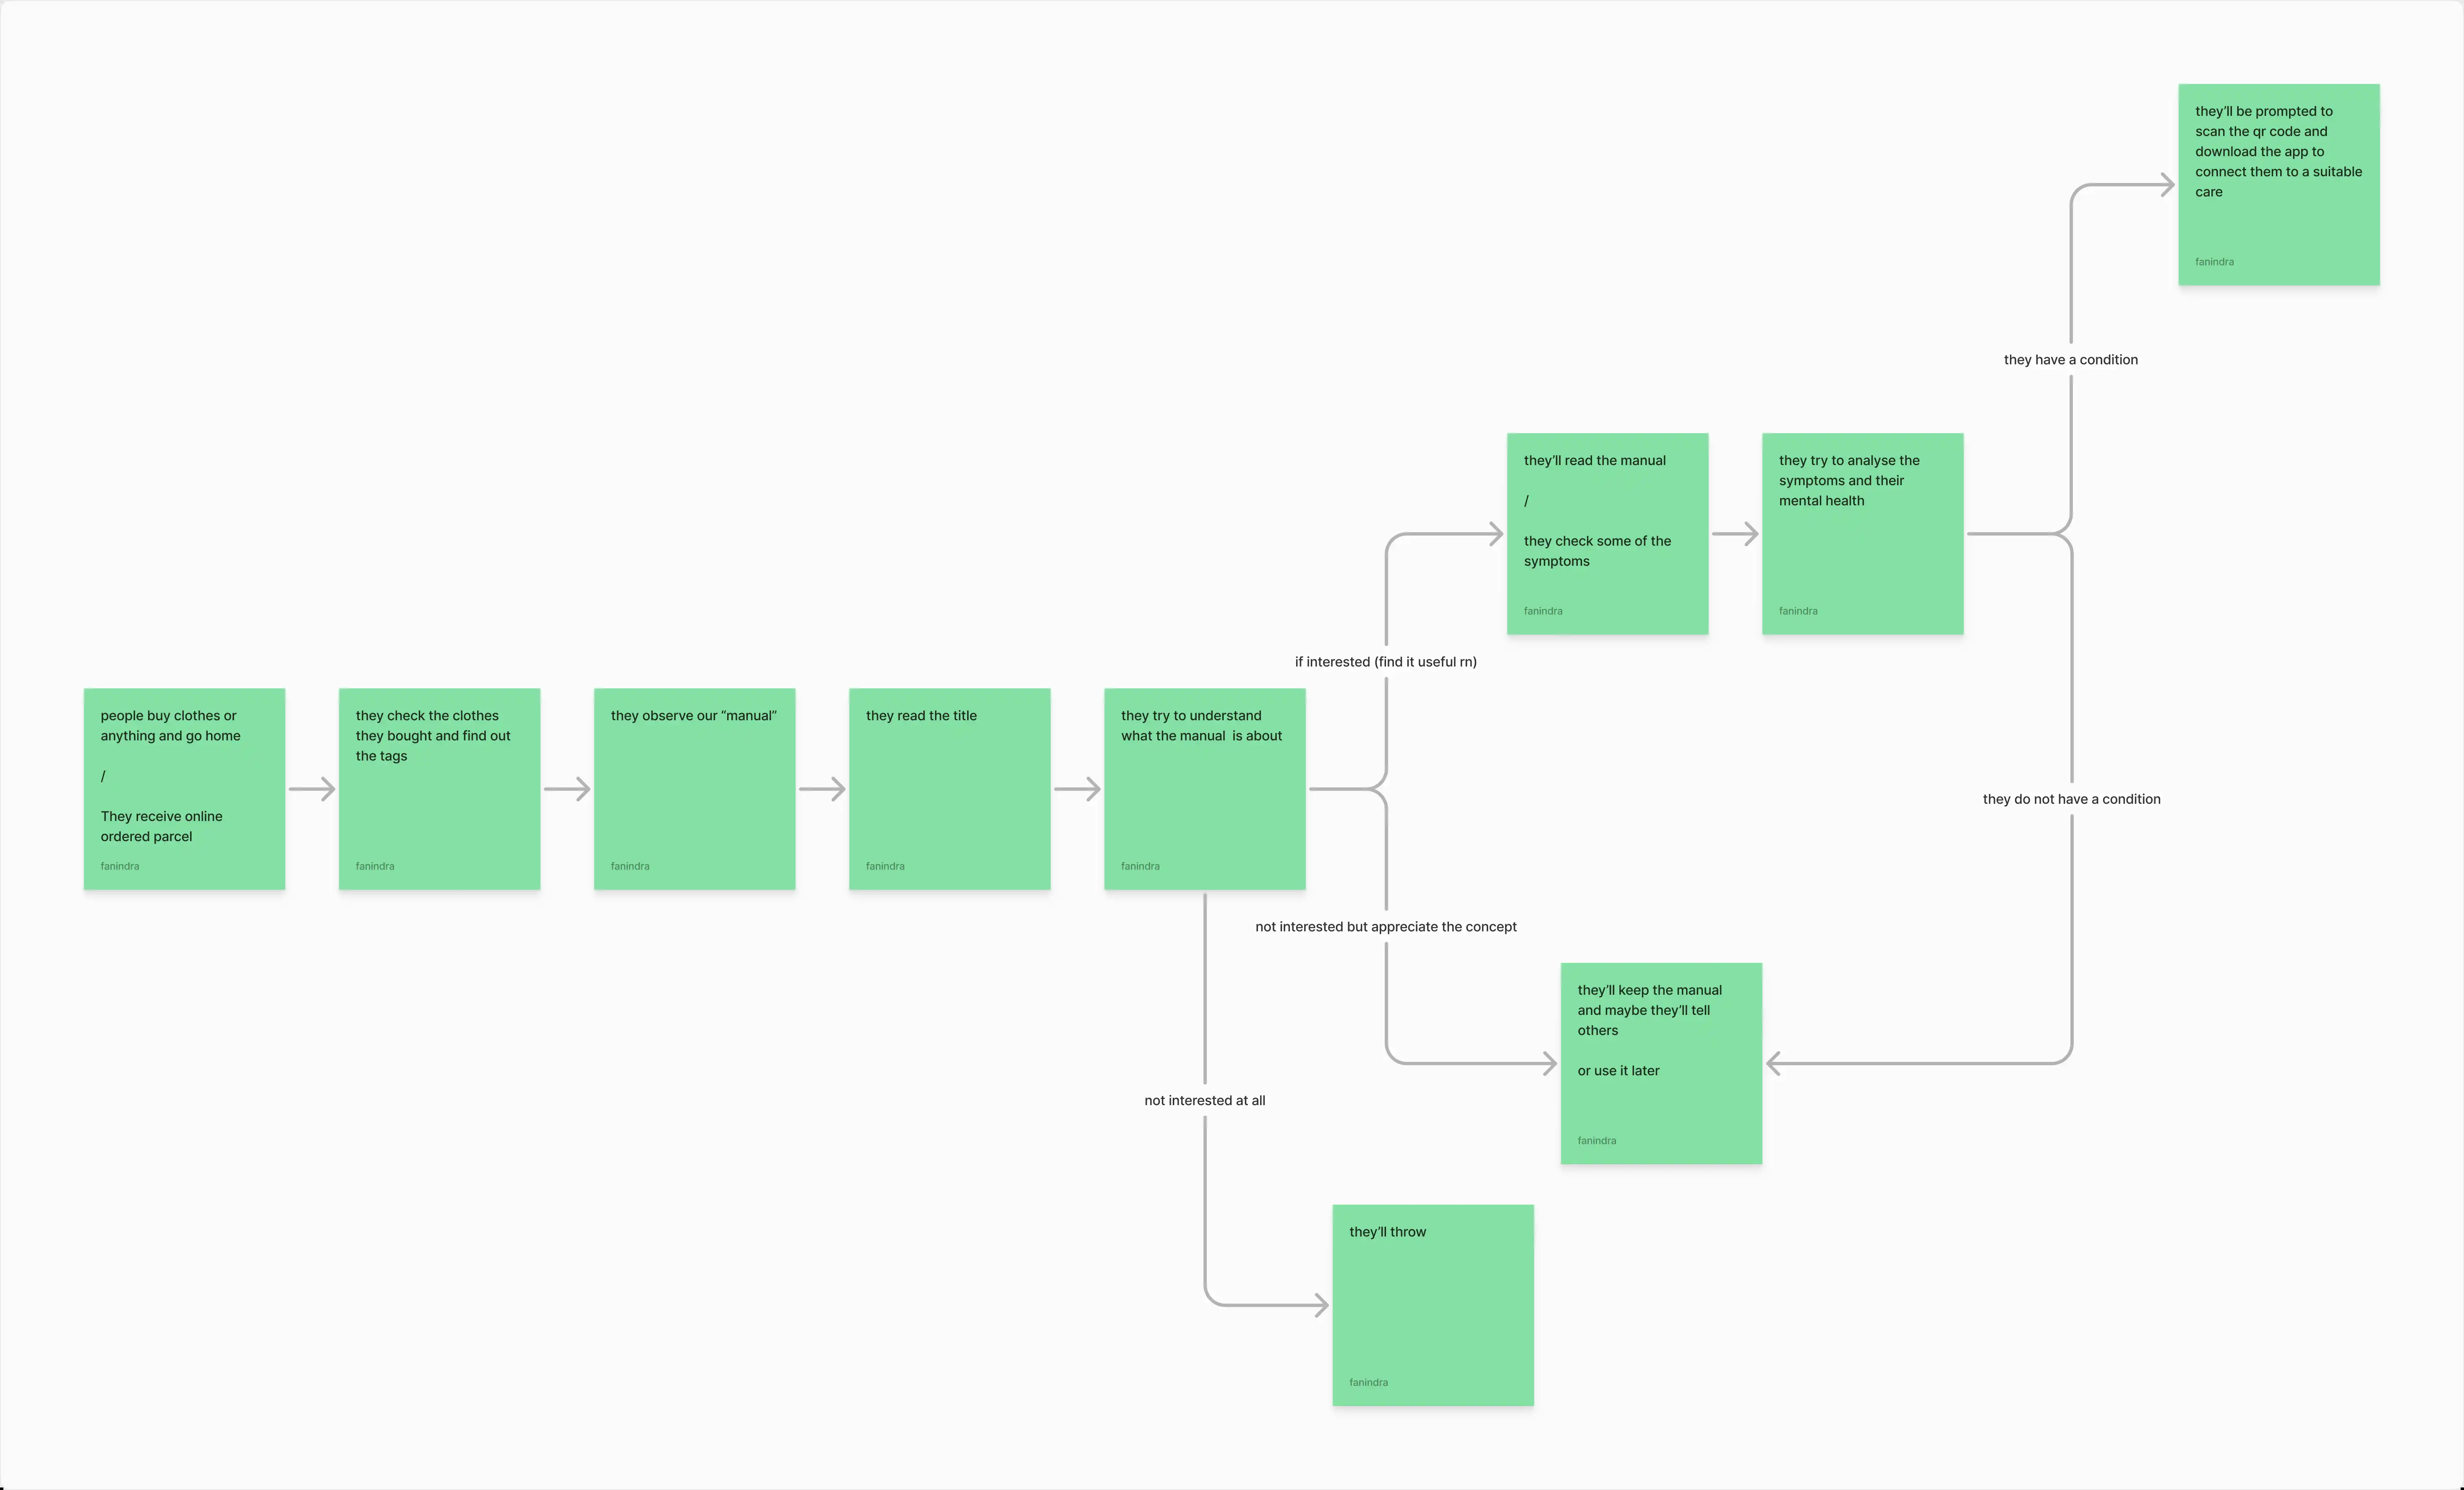 they’ll be prompted to
scan the qr code and
download the app to
connect them to a suitable
care
fanindra
they have a condition
they’ll read the manual
/
they check some of the
symptoms
fanindra
they try to analyse the
symptoms and their
mental health
fanindra
if interested (find it useful rn)
people buy clothes or
anything and go home
/
They receive online
ordered parcel
fanindra
they check the clothes
they bought and find out
the tags
fanindra
they observe our “manual”
fanindra
they read the title
fanindra
they try to understand
what the manual  is about
fanindra
they do not have a condition
not interested but appreciate the concept
they’ll keep the manual
and maybe they’ll tell
others
or use it later
fanindra
not interested at all
they’ll throw
fanindra